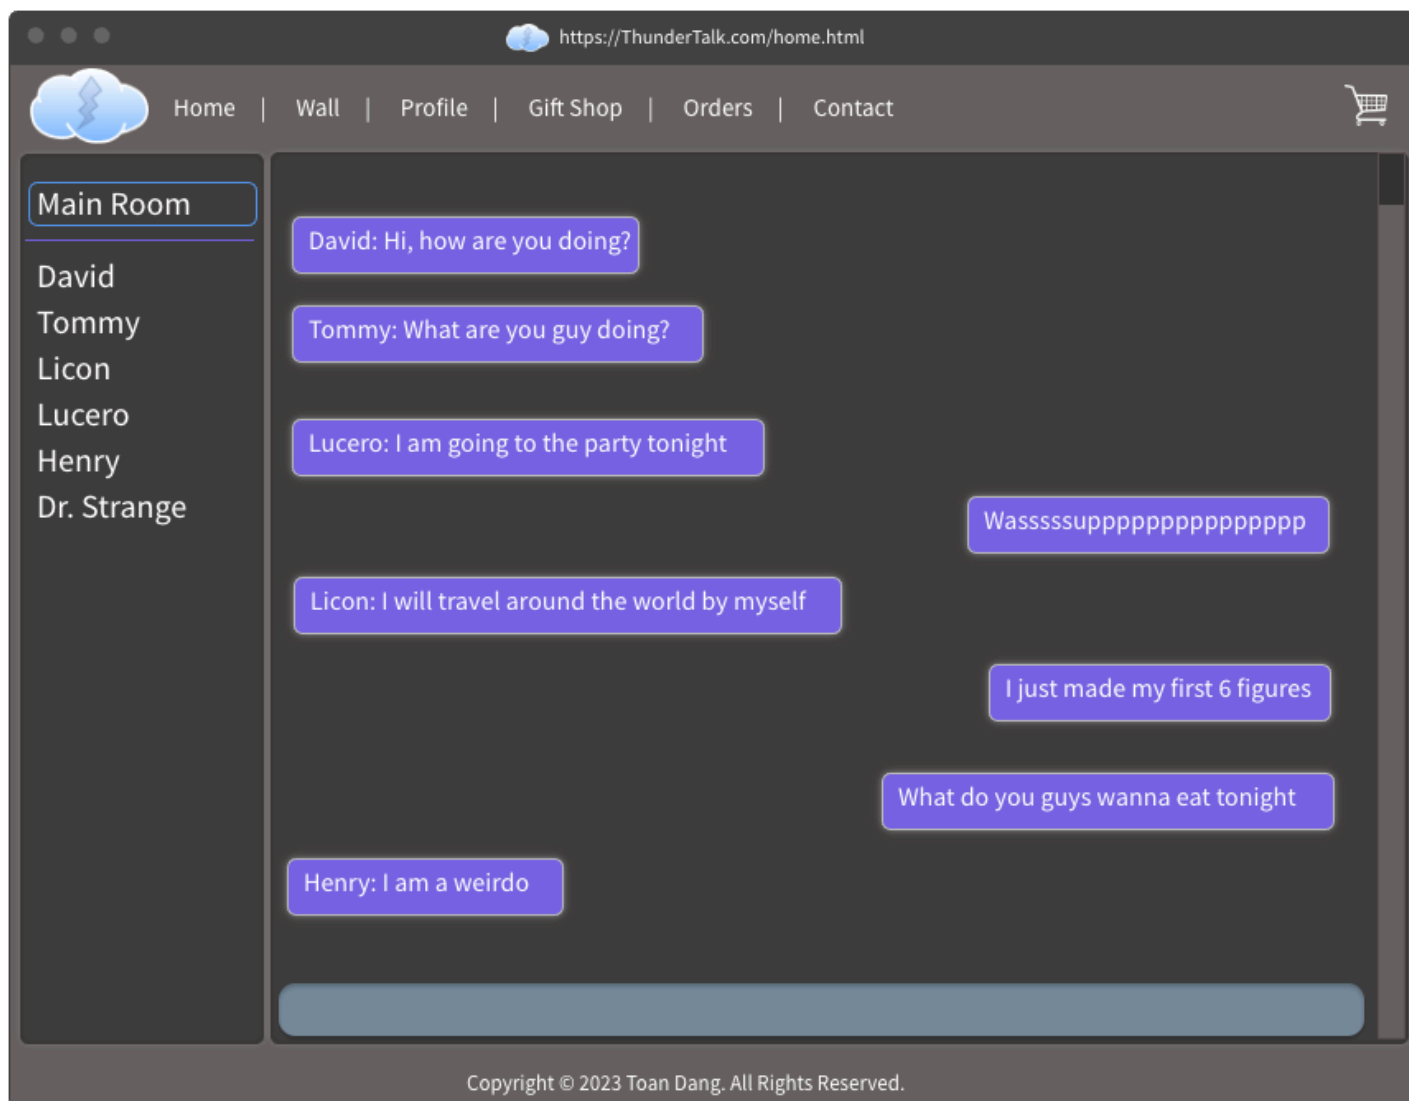 https://ThunderTalk.com/home.html
Home | Wall | Profile | Gift Shop | Orders | Contact
Main Room
David
Tommy
Licon
Lucero
Henry
Dr. Strange
David: Hi, how are you doing?
Tommy: What are you guy doing?
Lucero: I am going to the party tonight
Wasssssuppppppppppppppp
Licon: I will travel around the world by myself
I just made my first 6 figures
What do you guys wanna eat tonight
Henry: I am a weirdo
Copyright © 2023 Toan Dang. All Rights Reserved.